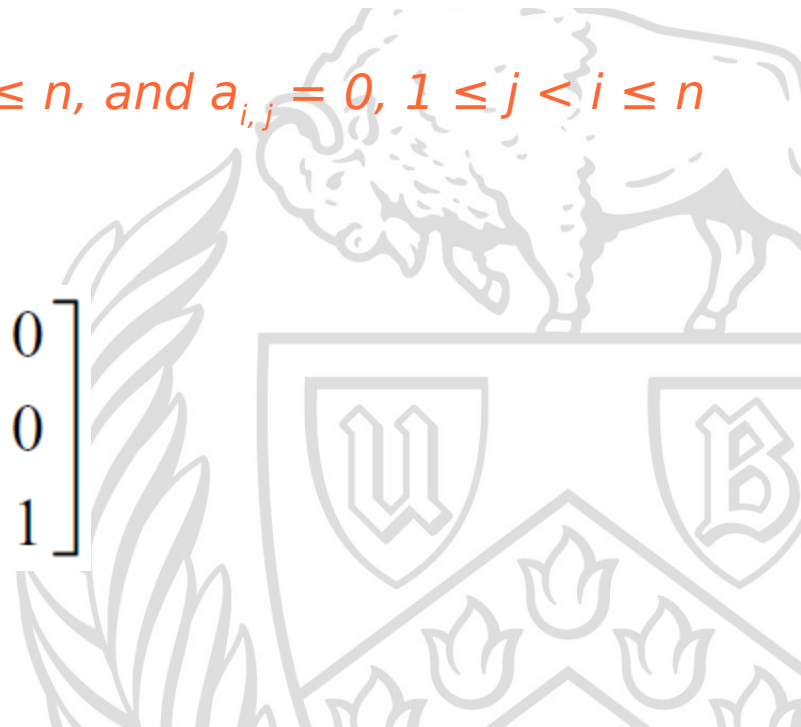 ≤ n, and a_{i, j} = 0, 1 ≤ j < i ≤ n
0
0
1
U B